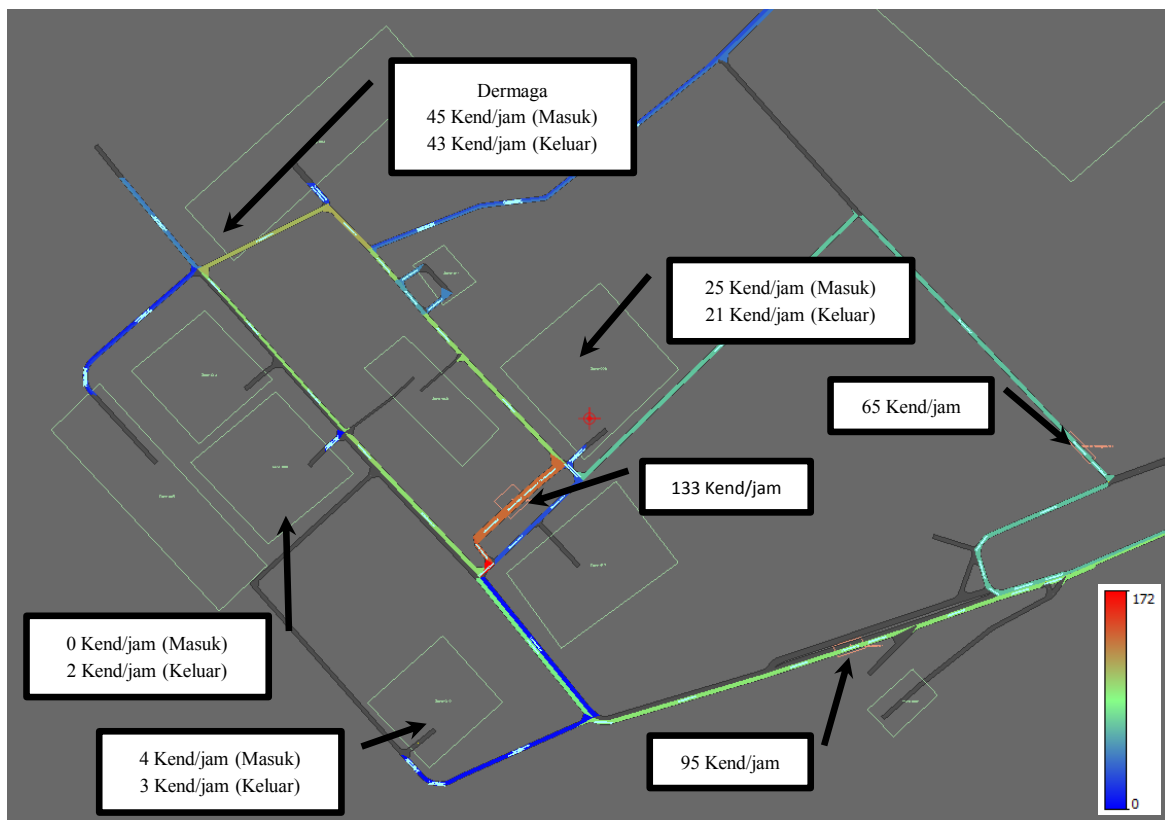 Dermaga
45 Kend/jam (Masuk)
43 Kend/jam (Keluar)
25 Kend/jam (Masuk)
21 Kend/jam (Keluar)
65 Kend/jam
133 Kend/jam
0 Kend/jam (Masuk)
2 Kend/jam (Keluar)
4 Kend/jam (Masuk)
3 Kend/jam (Keluar)
95 Kend/jam
172
0